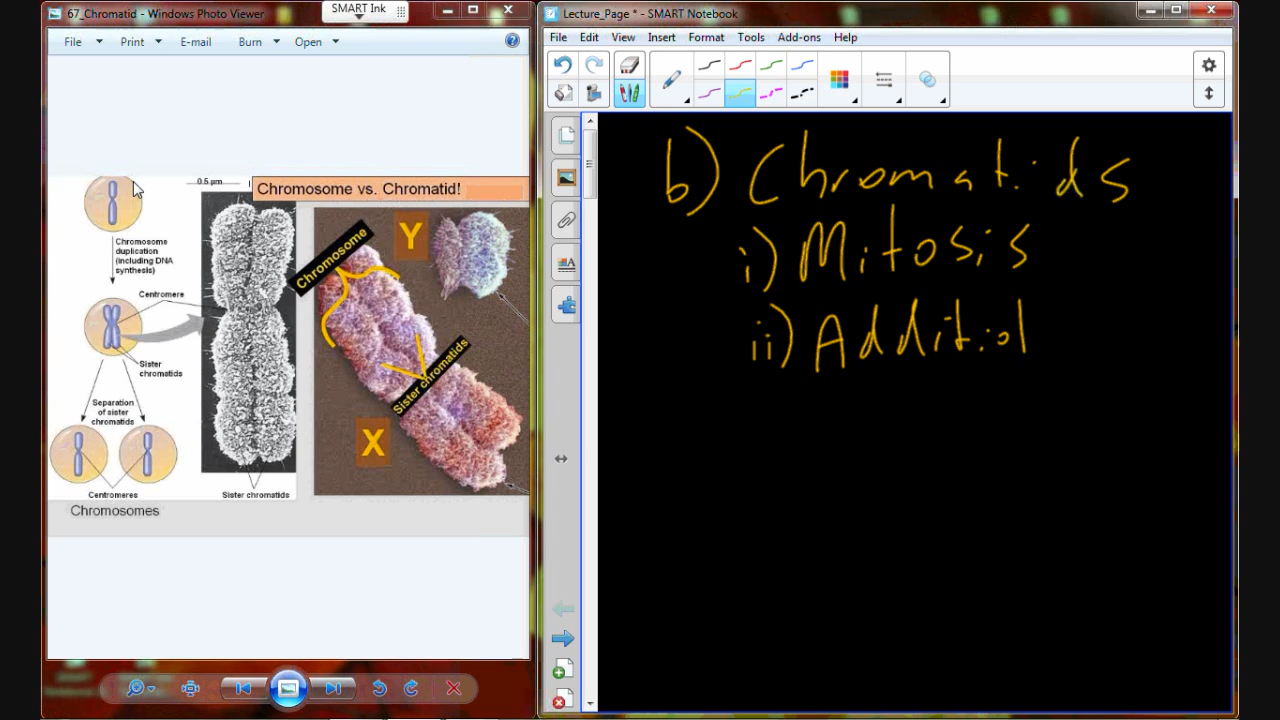 67_Chromatid - Windows Photo Viewer
SMART Ink
File Print E-mail Burn Open
0.5 µm
Chromosome vs. Chromatid!
Chromosome
duplication
(including DNA
synthesis)
Centromere
Sister
chromatids
Separation
of sister
chromatids
Centromeres
Sister chromatids
Chromosomes
Chromosome
Y
Sister chromatids
X
Lecture_Page * - SMART Notebook
File Edit View Insert Format Tools Add-ons Help
b) Chromatids
i) Mitosis
ii) Additiol